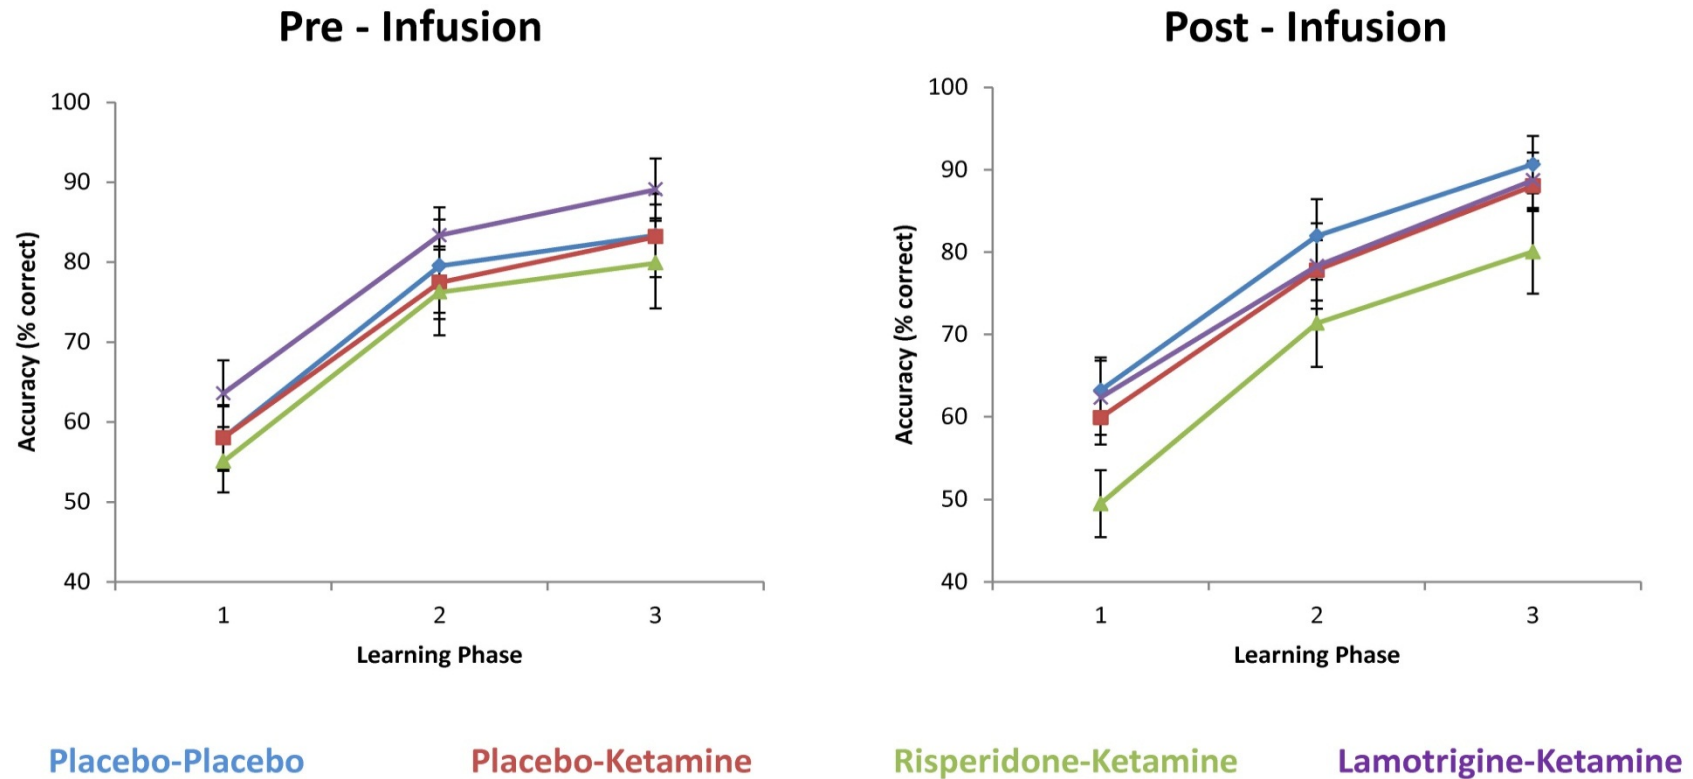 Pre - Infusion
100
90
80
70
60
50
40
Accuracy (% correct)
1 2 3
Learning Phase
Post - Infusion
100
90
80
70
60
50
40
Accuracy (% correct)
1 2 3
Learning Phase
Placebo-Placebo Placebo-Ketamine Risperidone-Ketamine Lamotrigine-Ketamine